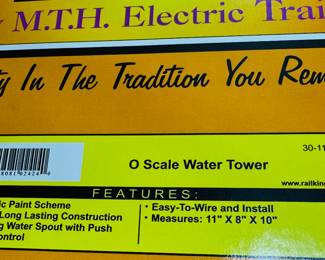 M.T.H. Electric Trai
In The Tradition You Rem
30-11
O Scale Water Tower
www.railking
FEATURES:
ic Paint Scheme
Long Lasting Construction
g Water Spout with Push
ontrol
• Easy-To-Wire and Install
• Measures: 11" X 8" X 10"